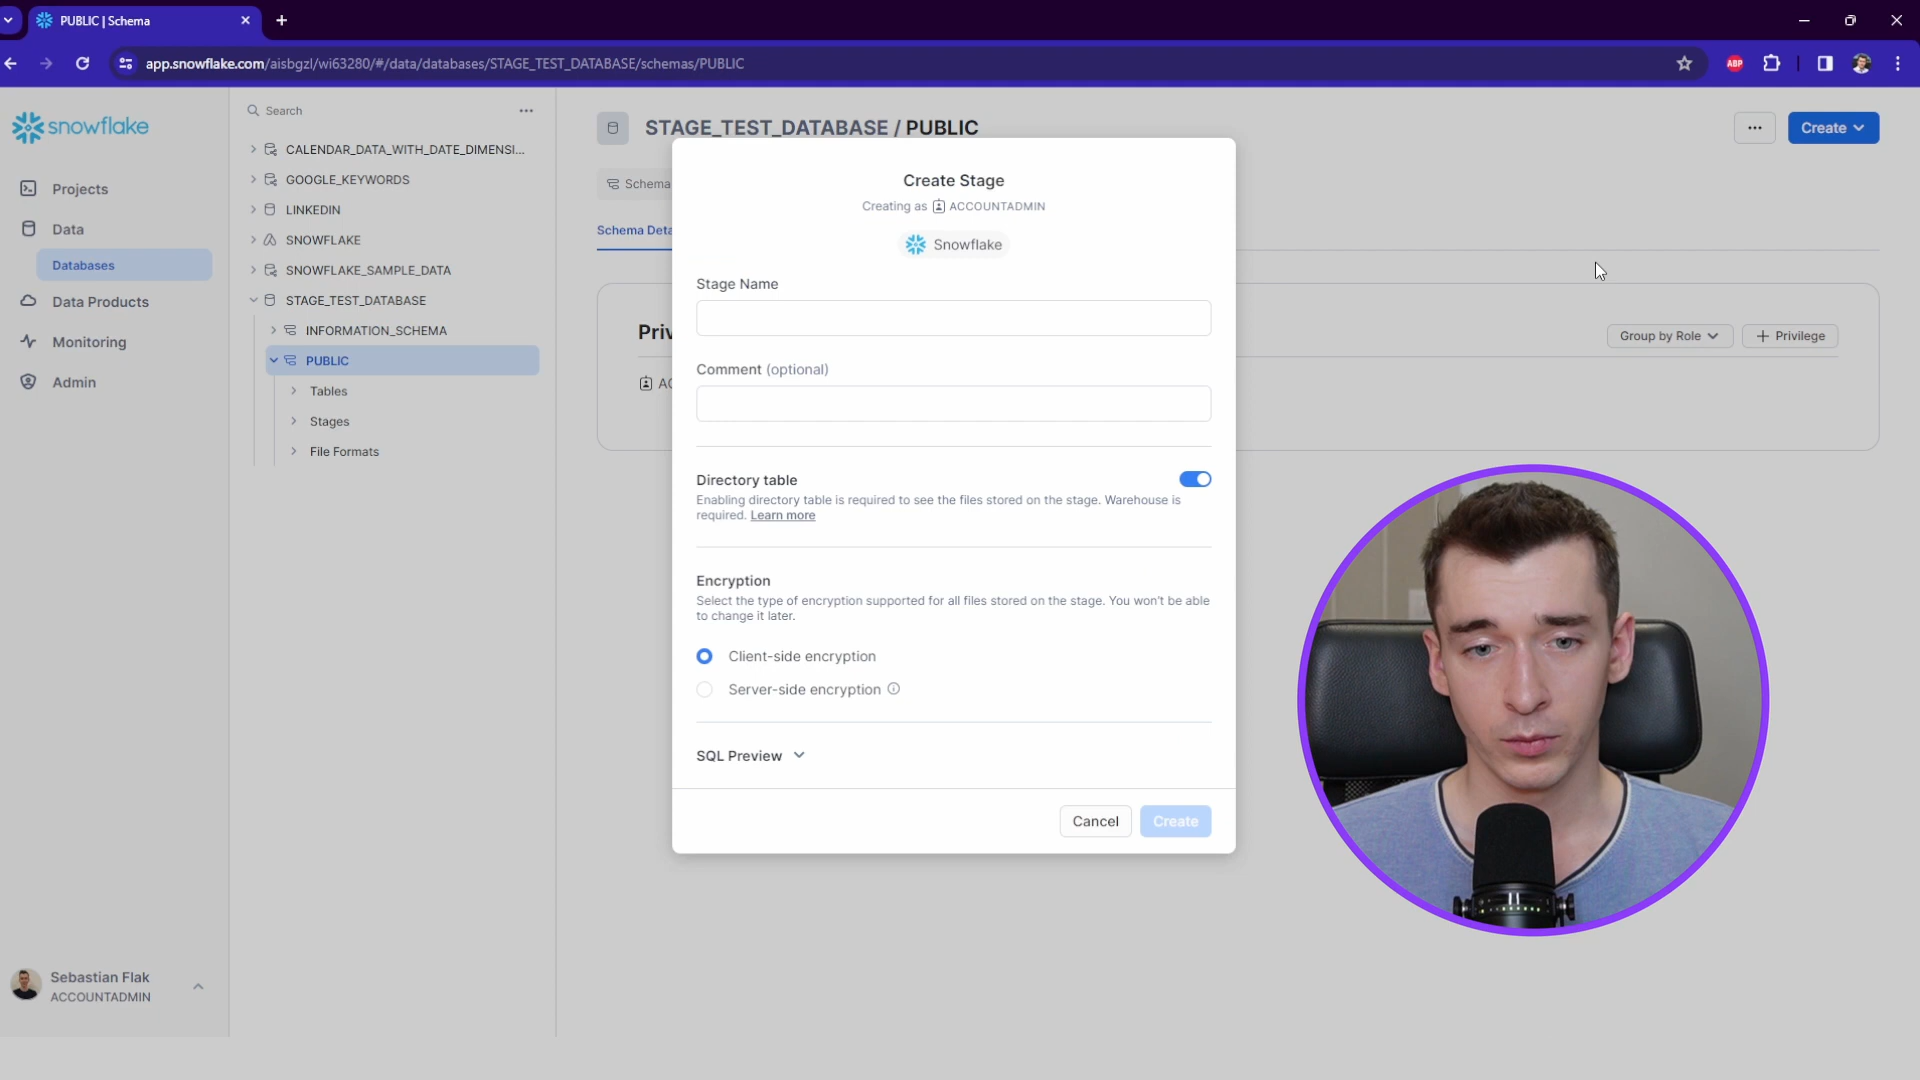 PUBLIC | Schema
app.snowflake.com/aisbgzl/wi63280/#/data/databases/STAGE_TEST_DATABASE/schemas/PUBLIC
ABP
snowflake
Projects
Data
Databases
Data Products
Monitoring
Admin
Sebastian Flak
ACCOUNTADMIN
Search
CALENDAR_DATA_WITH_DATE_DIMENSI...
GOOGLE_KEYWORDS
LINKEDIN
SNOWFLAKE
SNOWFLAKE_SAMPLE_DATA
STAGE_TEST_DATABASE
INFORMATION_SCHEMA
PUBLIC
Tables
Stages
File Formats
STAGE_TEST_DATABASE / PUBLIC
Create
Schema
Schema Deta
Priv
Group by Role
+ Privilege
AC
Create Stage
Creating as ACCOUNTADMIN
Snowflake
Stage Name
Comment (optional)
Directory table
Enabling directory table is required to see the files stored on the stage. Warehouse is
required. Learn more
Encryption
Select the type of encryption supported for all files stored on the stage. You won't be able
to change it later.
Client-side encryption
Server-side encryption
SQL Preview
Cancel
Create